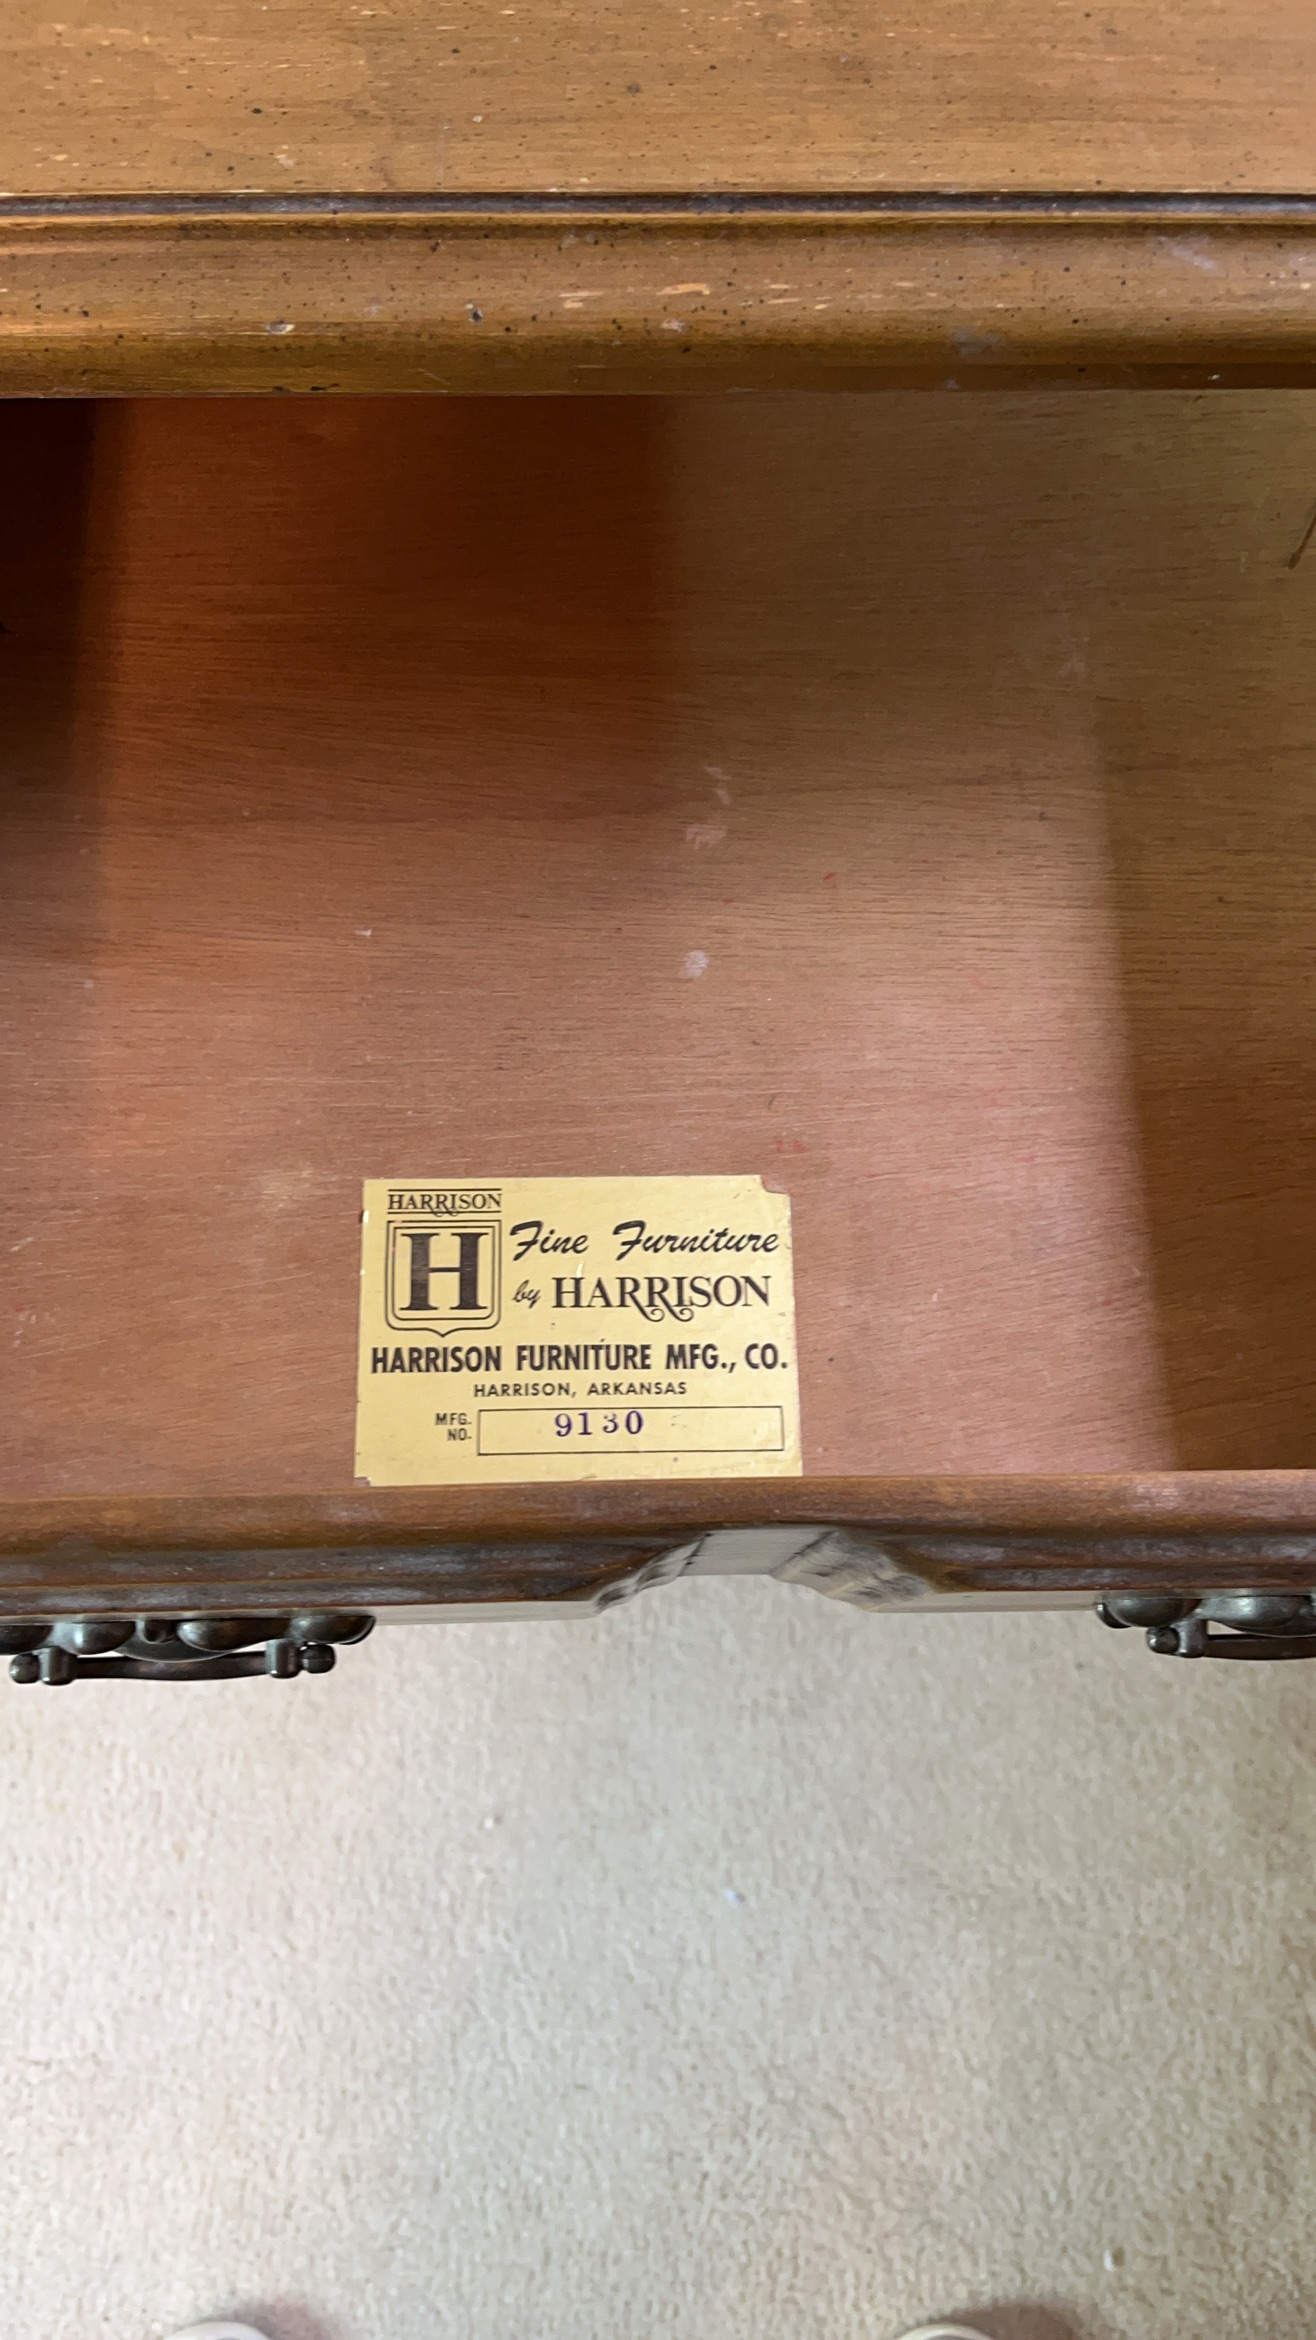 HARRISON
H
Fine Furniture
by HARRISON
HARRISON FURNITURE MFG., CO.
HARRISON, ARKANSAS
MFG. NO. 9130